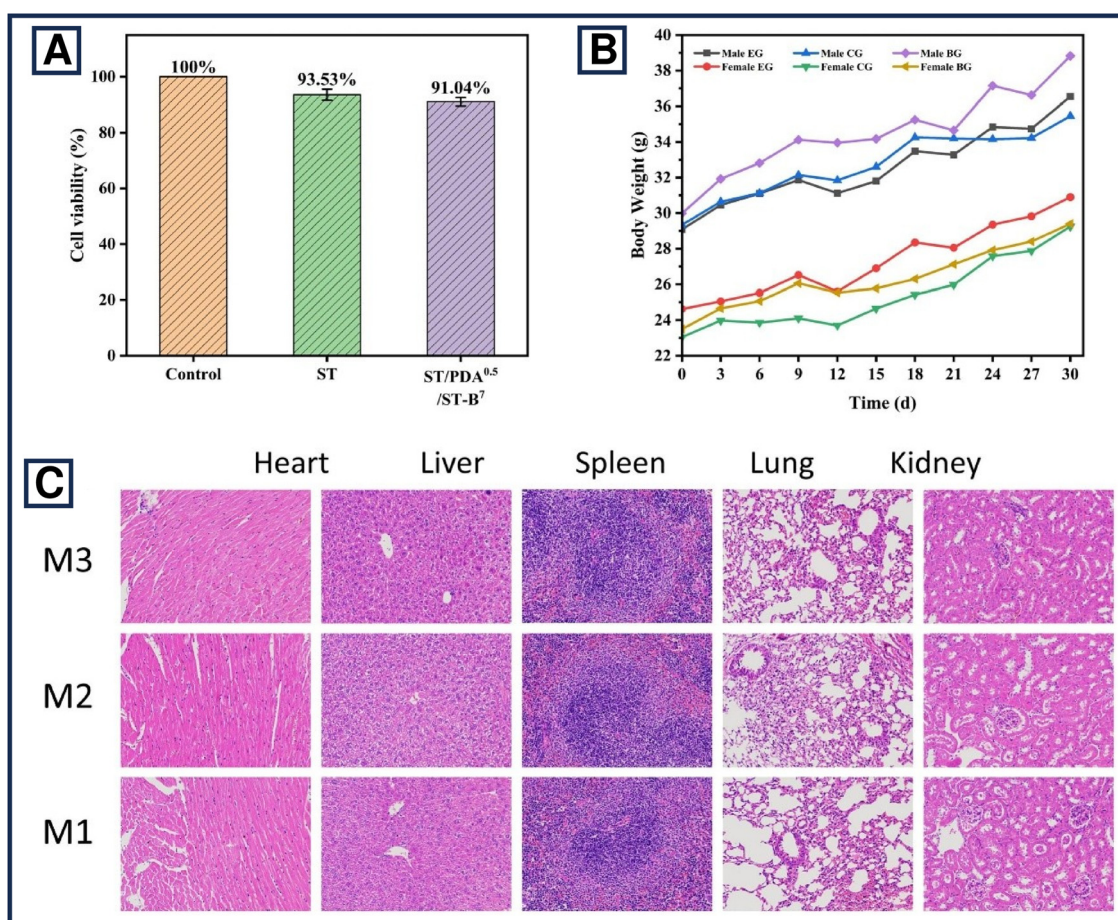 A
100%
93.53%
91.04%
100
80
60
40
20
0
Cell viability (%)
Control
ST
ST/PDA0.5
/ST-B7
B
Male EG
Male CG
Male BG
Female EG
Female CG
Female BG
40
38
36
34
32
30
28
26
24
22
Body Weight (g)
0 3 6 9 12 15 18 21 24 27 30
Time (d)
C
Heart Liver Spleen Lung Kidney
M3
M2
M1